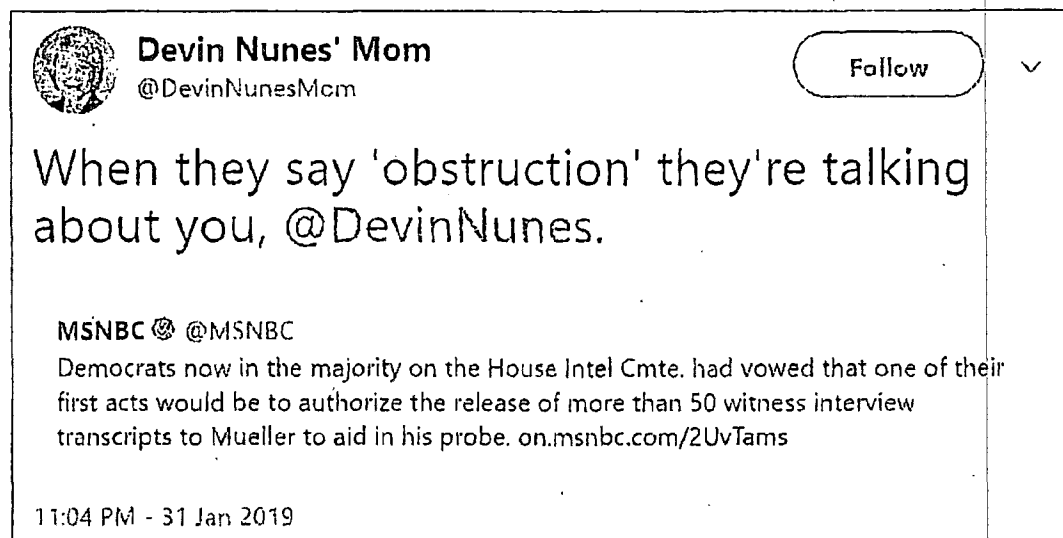 Devin Nunes' Mom
@DevinNunesMom
Follow
When they say 'obstruction' they're talking
about you, @DevinNunes.
MSNBC @MSNBC
Democrats now in the majority on the House Intel Cmte. had vowed that one of their
first acts would be to authorize the release of more than 50 witness interview
transcripts to Mueller to aid in his probe. on.msnbc.com/2UvTams
11:04 PM - 31 Jan 2019